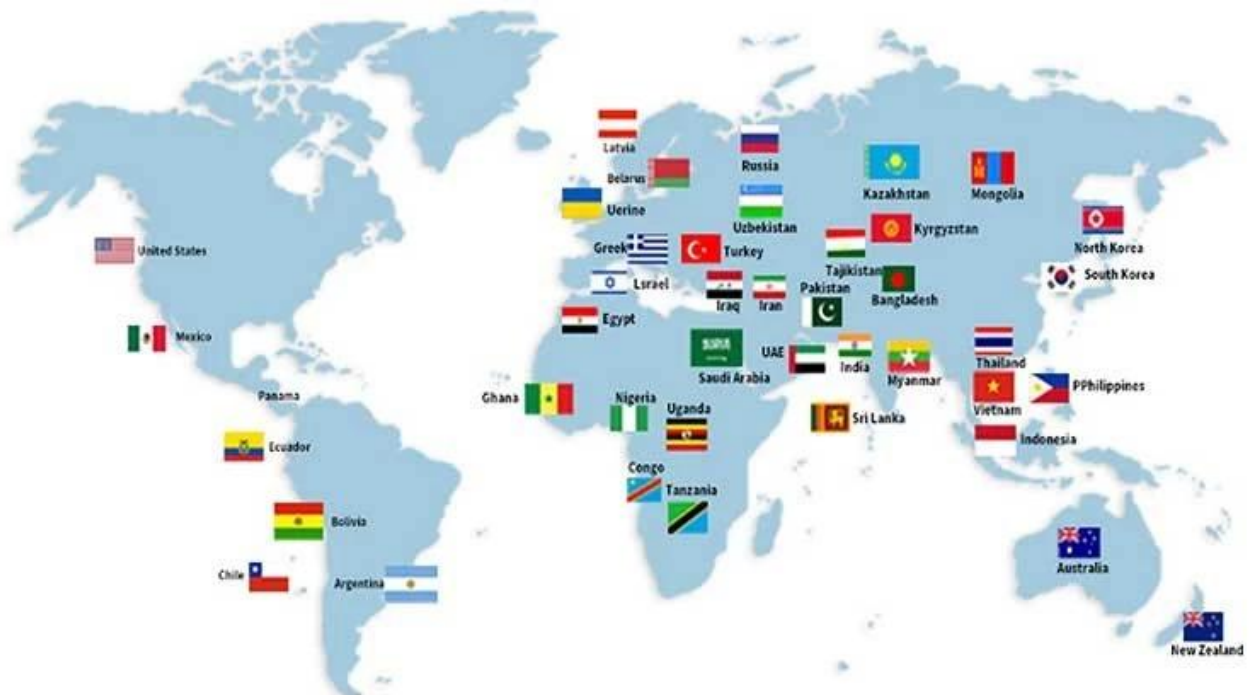 Latvia
Russia
Belarus
Kazakhstan
Mongolia
Uerine
Uzbekistan
Kyrgyzstan
North Korea
United States
Greek
Turkey
Tajikistan
South Korea
Lsrael
Pakistan
Bangladesh
Iraq
Iran
Egypt
Mexico
UAE
India
Thailand
Saudi Arabia
Myanmar
PPhilippines
Panama
Ghana
Nigeria
Vietnam
Uganda
Sri Lanka
Indonesia
Ecuador
Congo
Tanzania
Bolivia
Australia
Chile
Argentina
New Zealand